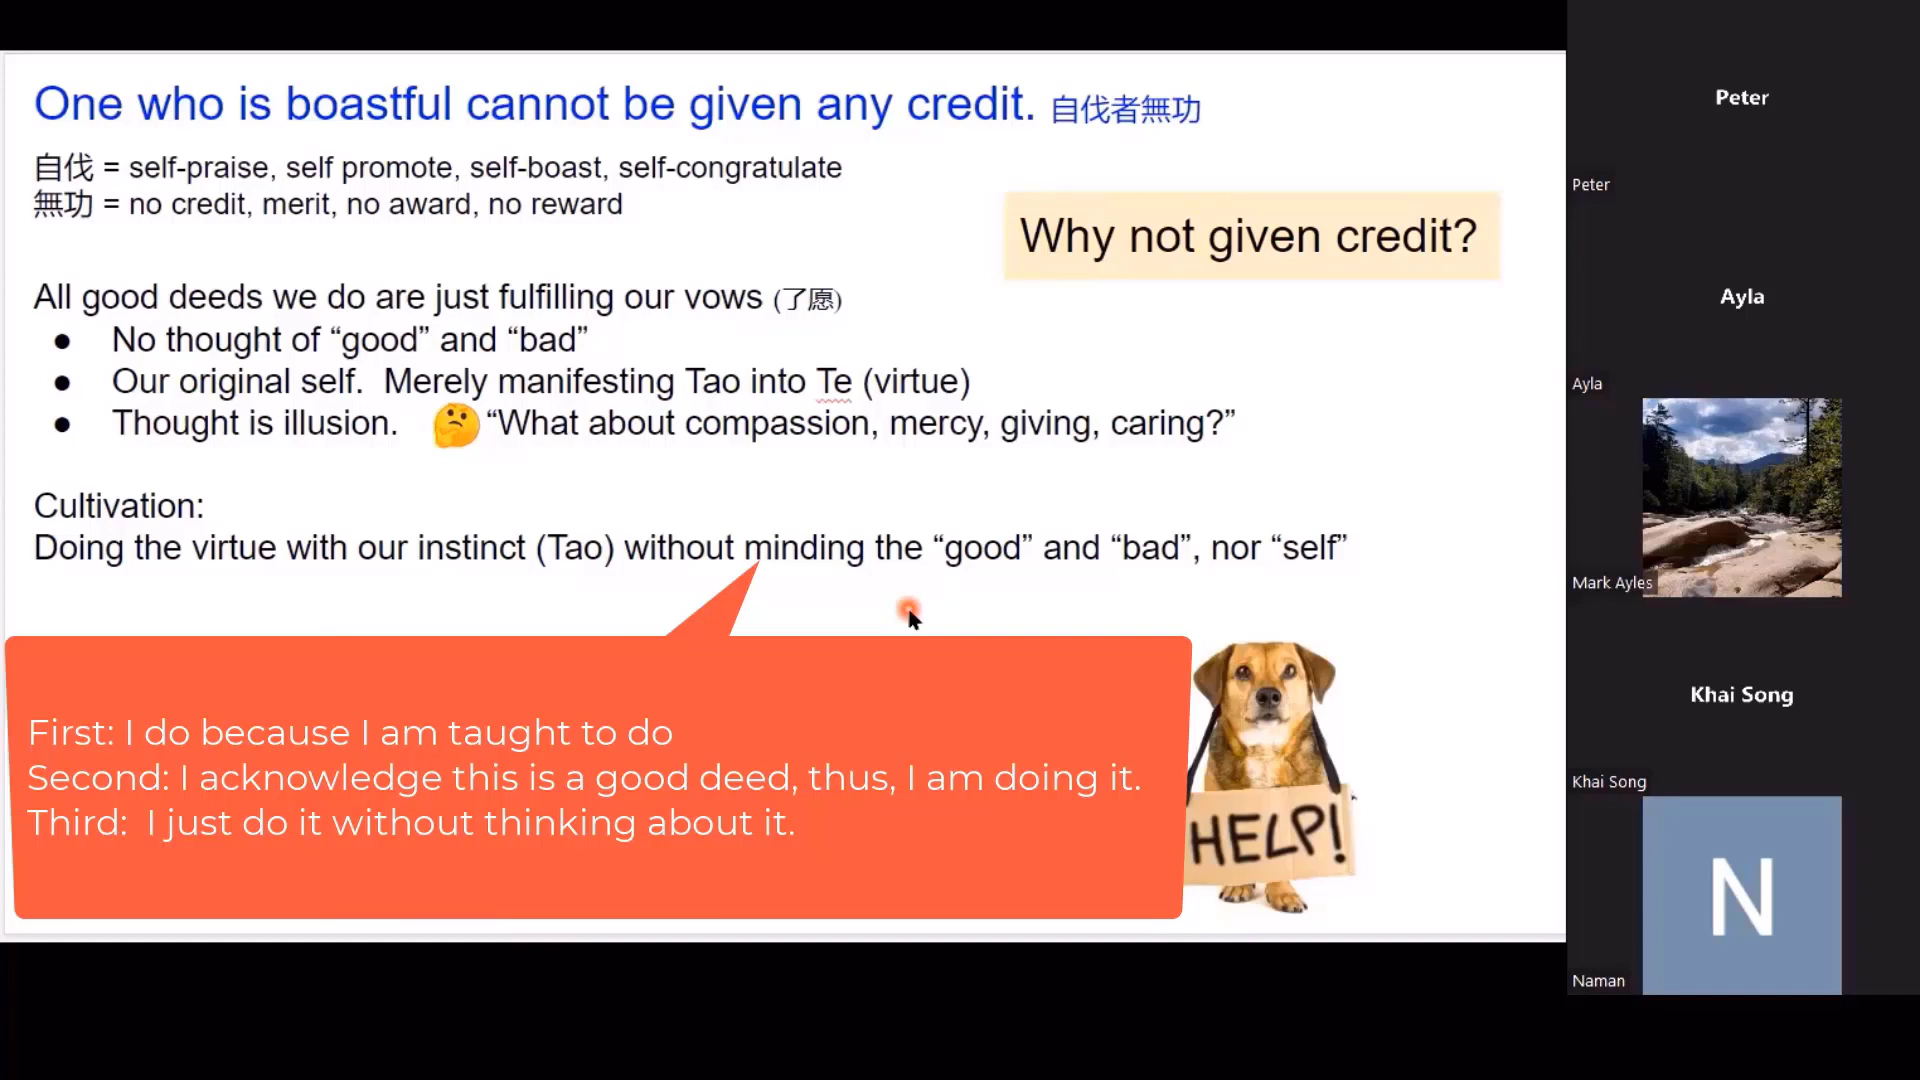 One who is boastful cannot be given any credit. 自伐者無功
自伐 = self-praise, self promote, self-boast, self-congratulate
無功 = no credit, merit, no award, no reward
Why not given credit?
All good deeds we do are just fulfilling our vows (了愿)
● No thought of “good” and “bad”
● Our original self. Merely manifesting Tao into Te (virtue)
● Thought is illusion. 🤔 “What about compassion, mercy, giving, caring?”
Cultivation:
Doing the virtue with our instinct (Tao) without minding the “good” and “bad”, nor “self”
First: I do because I am taught to do
Second: I acknowledge this is a good deed, thus, I am doing it.
Third: I just do it without thinking about it.
HELP!
Peter
Peter
Ayla
Ayla
Mark Ayles
Khai Song
Khai Song
N
Naman